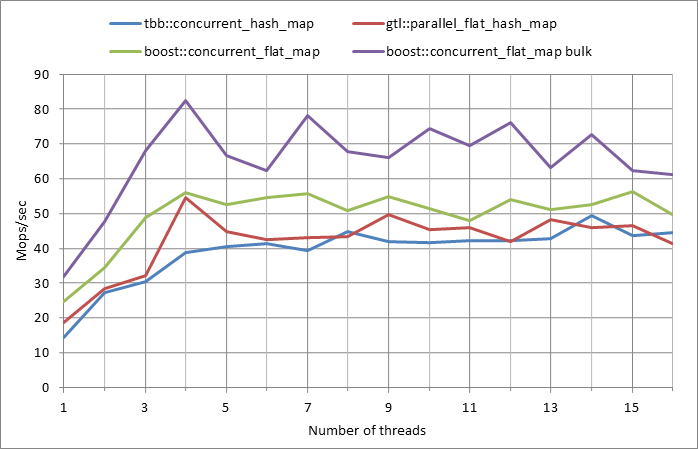 tbb::concurrent_hash_map gtl::parallel_flat_hash_map
boost::concurrent_flat_map boost::concurrent_flat_map bulk
90
80
70
60
50
40
30
20
10
0
Mops/sec
1 3 5 7 9 11 13 15
Number of threads